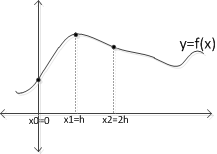 y=f(x)
x0=0 x1=h x2=2h